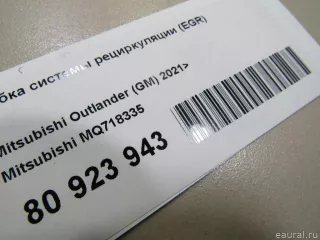 бка системы рециркуляции (EGR)
Mitsubishi Outlander (GM) 2021>
Mitsubishi MQ718335
80 923 943
eaural.ru